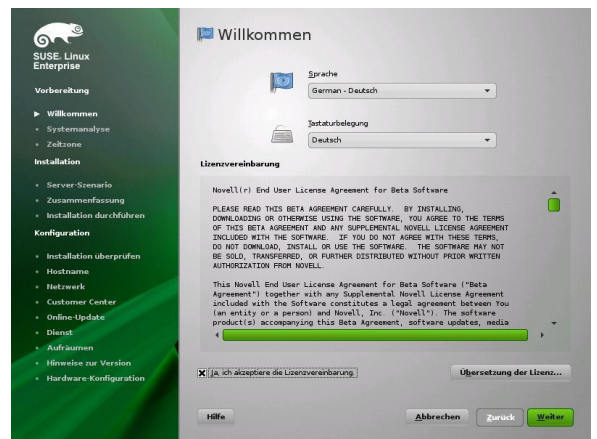 SUSE. Linux
Enterprise
Vorbereitung
Willkommen
Systemanalyse
Zeitzone
Installation
Server-Szenario
Zusammenfassung
Installation durchführen
Konfiguration
Installation überprüfen
Hostname
Netzwerk
Customer Center
Online-Update
Dienst
Aufräumen
Hinweise zur Version
Hardware-Konfiguration
Willkommen
Sprache
German - Deutsch
Tastaturbelegung
Deutsch
Lizenzvereinbarung
Novell(r) End User License Agreement for Beta Software
PLEASE READ THIS BETA AGREEMENT CAREFULLY. BY INSTALLING,
DOWNLOADING OR OTHERWISE USING THE SOFTWARE, YOU AGREE TO THE TERMS
OF THIS BETA AGREEMENT AND ANY SUPPLEMENTAL NOVELL LICENSE AGREEMENT
INCLUDED WITH THE SOFTWARE. IF YOU DO NOT AGREE WITH THESE TERMS,
DO NOT DOWNLOAD, INSTALL OR USE THE SOFTWARE. THE SOFTWARE MAY NOT
BE SOLD, TRANSFERRED, OR FURTHER DISTRIBUTED WITHOUT PRIOR WRITTEN
AUTHORIZATION FROM NOVELL.
This Novell End User License Agreement for Beta Software ("Beta
Agreement") together with any Supplemental Novell License Agreement
included with the Software constitutes a legal agreement between You
(an entity or a person) and Novell, Inc. ("Novell"). The software
product(s) accompanying this Beta Agreement, software updates, media
Ja, ich akzeptiere die Lizenzvereinbarung.
Übersetzung der Lizenz...
Hilfe
Abbrechen
Zurück
Weiter